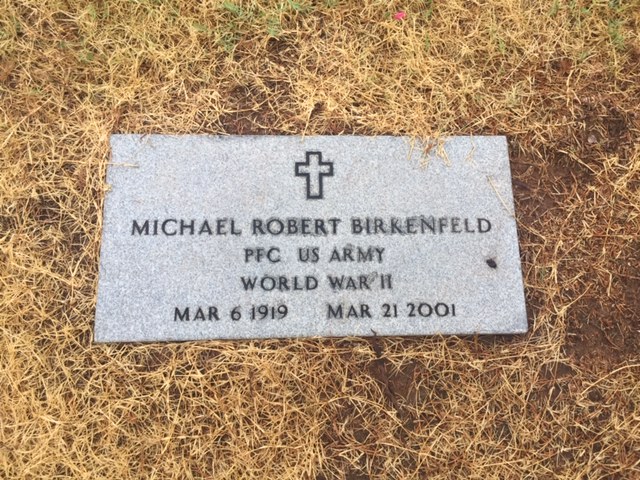 MICHAEL ROBERT BIRKENFELD
PFC US ARMY
WORLD WAR II
MAR 6 1919 MAR 21 2001